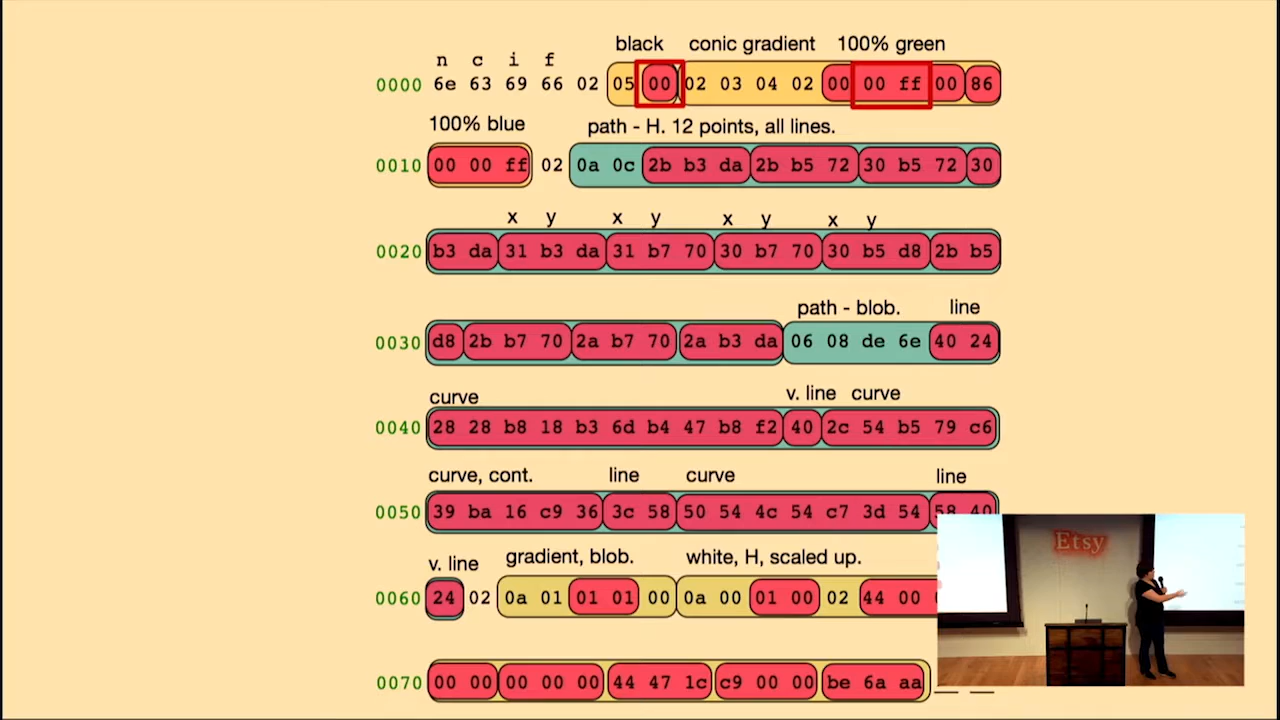 black conic gradient 100% green
n c i f
0000 6e 63 69 66 02 05 00 02 03 04 02 00 00 ff 00 86
100% blue path - H. 12 points, all lines.
0010 00 00 ff 02 0a 0c 2b b3 da 2b b5 72 30 b5 72 30
x y x y x y x y
0020 b3 da 31 b3 da 31 b7 70 30 b7 70 30 b5 d8 2b b5
path - blob. line
0030 d8 2b b7 70 2a b7 70 2a b3 da 06 08 de 6e 40 24
curve v. line curve
0040 28 28 b8 18 b3 6d b4 47 b8 f2 40 2c 54 b5 79 c6
curve, cont. line curve line
0050 39 ba 16 c9 36 3c 58 50 54 4c 54 c7 3d 54 58 40
v. line gradient, blob. white, H, scaled up.
0060 24 02 0a 01 01 01 00 0a 00 01 00 02 44 00
0070 00 00 00 00 00 44 47 1c c9 00 00 be 6a aa
Etsy